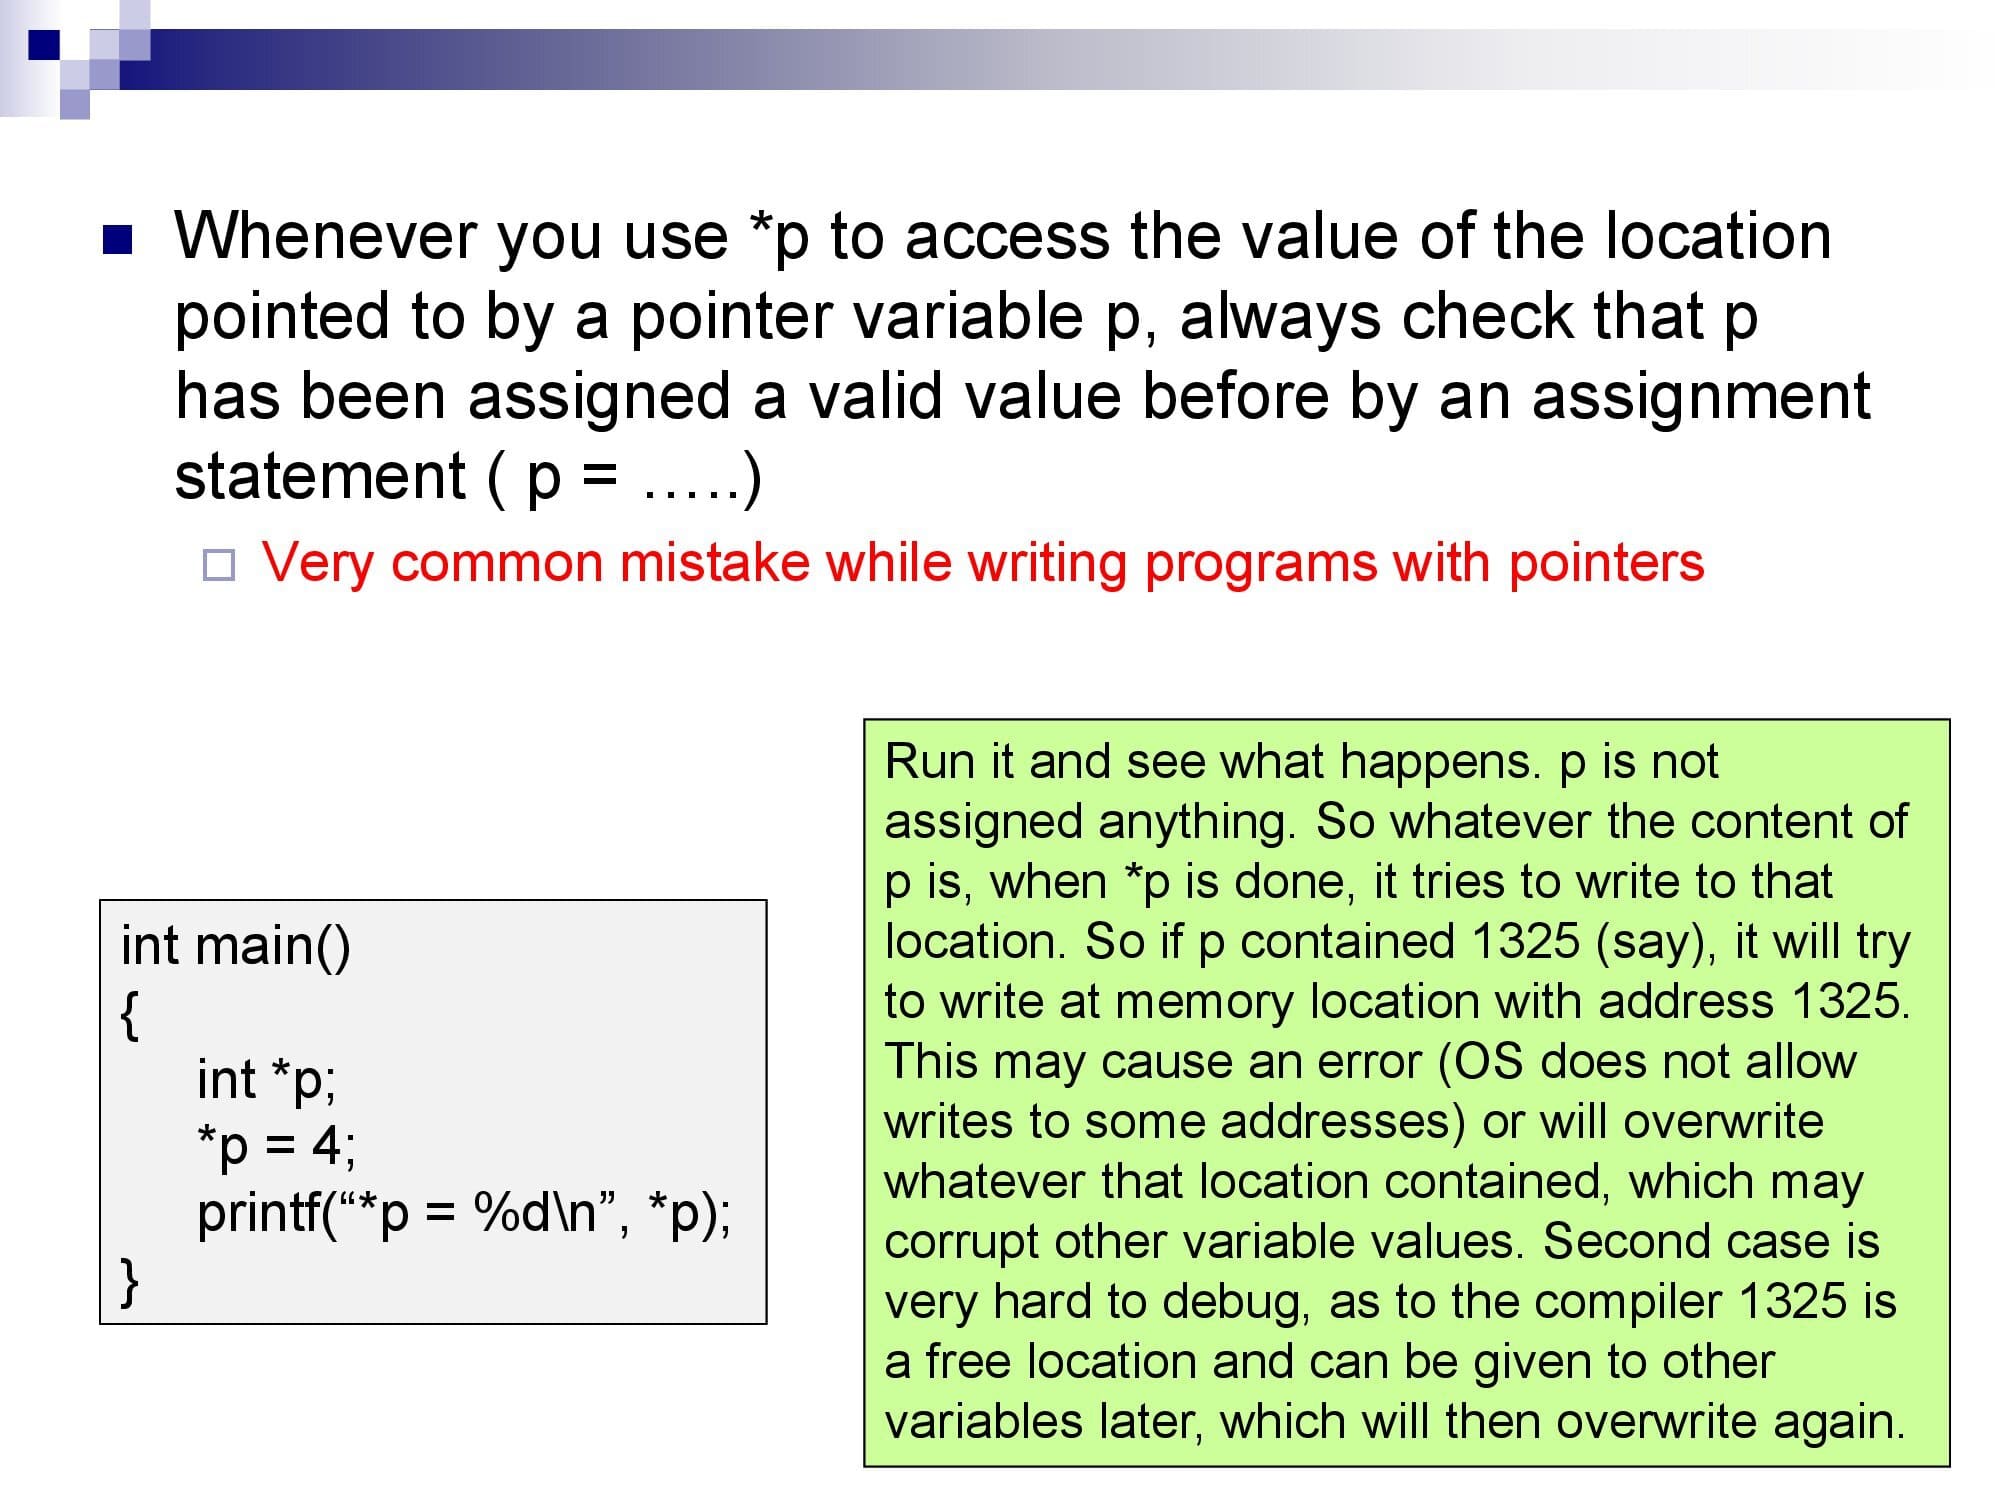 Whenever you use *p to access the value of the location
pointed to by a pointer variable p, always check that p
has been assigned a valid value before by an assignment
statement ( p = …..)
Very common mistake while writing programs with pointers
int main()
{
int *p;
*p = 4;
printf(“*p = %d\n”, *p);
}
Run it and see what happens. p is not
assigned anything. So whatever the content of
p is, when *p is done, it tries to write to that
location. So if p contained 1325 (say), it will try
to write at memory location with address 1325.
This may cause an error (OS does not allow
writes to some addresses) or will overwrite
whatever that location contained, which may
corrupt other variable values. Second case is
very hard to debug, as to the compiler 1325 is
a free location and can be given to other
variables later, which will then overwrite again.